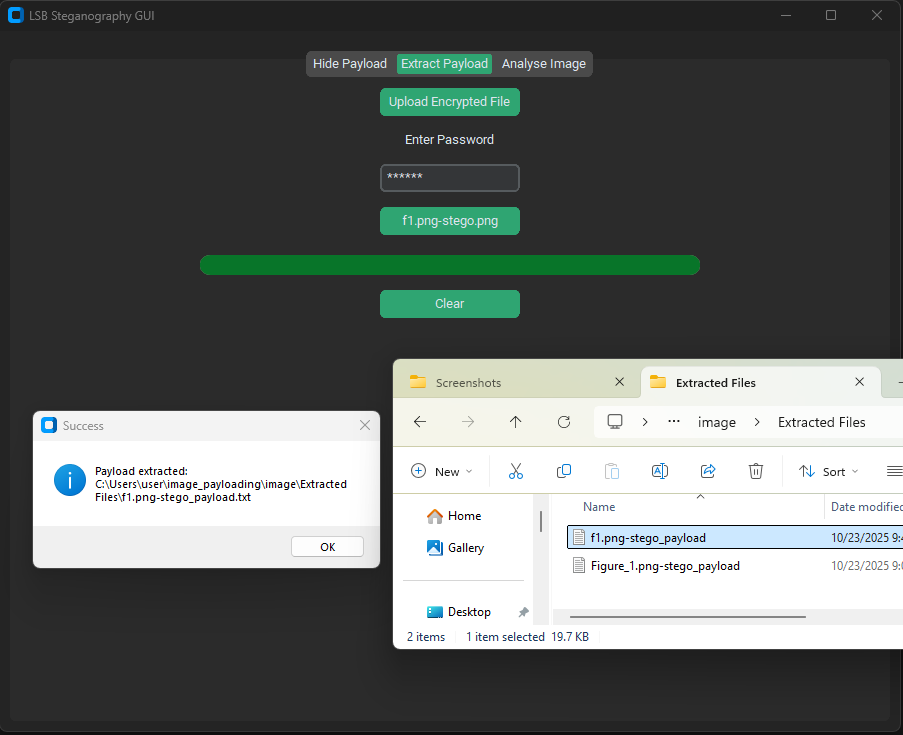 LSB Steganography GUI
Hide Payload Extract Payload Analyse Image
Upload Encrypted File
Enter Password
******
f1.png-stego.png
Clear
Success
Payload extracted:
C:\Users\user\image_payloading\image\Extracted
Files\f1.png-stego_payload.txt
OK
Screenshots
Extracted Files
image
Extracted Files
New
Sort
Home
Gallery
Desktop
Name
Date modified
f1.png-stego_payload 10/23/2025 9:
Figure_1.png-stego_payload 10/23/2025 9:
2 items 1 item selected 19.7 KB